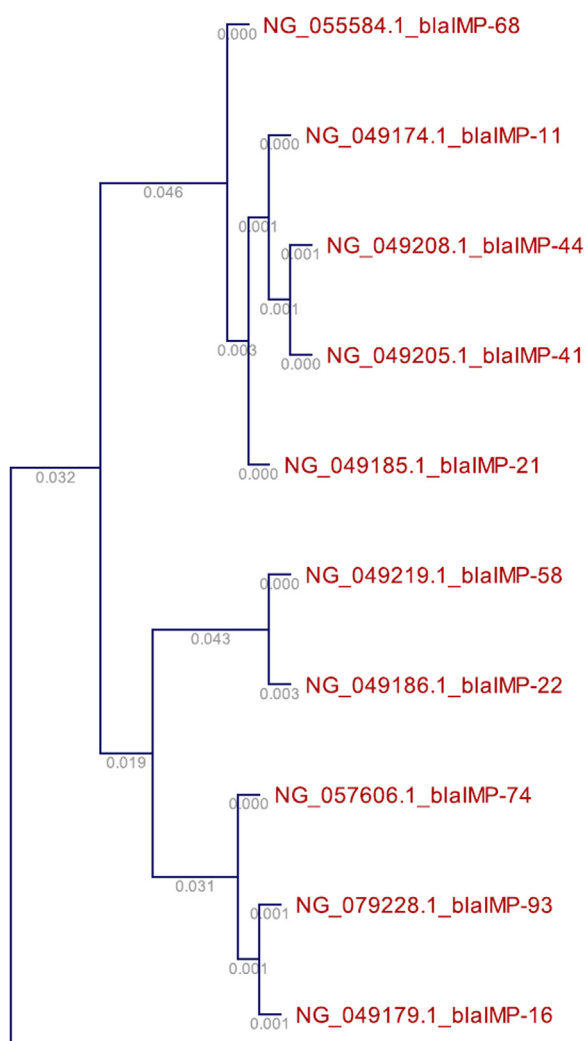 NG_055584.1_blaIMP-68
0.000
NG_049174.1_blaIMP-11
0.000
0.046
0.001
NG_049208.1_blaIMP-44
0.001
0.001
0.003
NG_049205.1_blaIMP-41
0.000
NG_049185.1_blaIMP-21
0.000
0.032
NG_049219.1_blaIMP-58
0.000
0.043
NG_049186.1_blaIMP-22
0.003
0.019
NG_057606.1_blaIMP-74
0.000
0.031
NG_079228.1_blaIMP-93
0.001
0.001
NG_049179.1_blaIMP-16
0.001